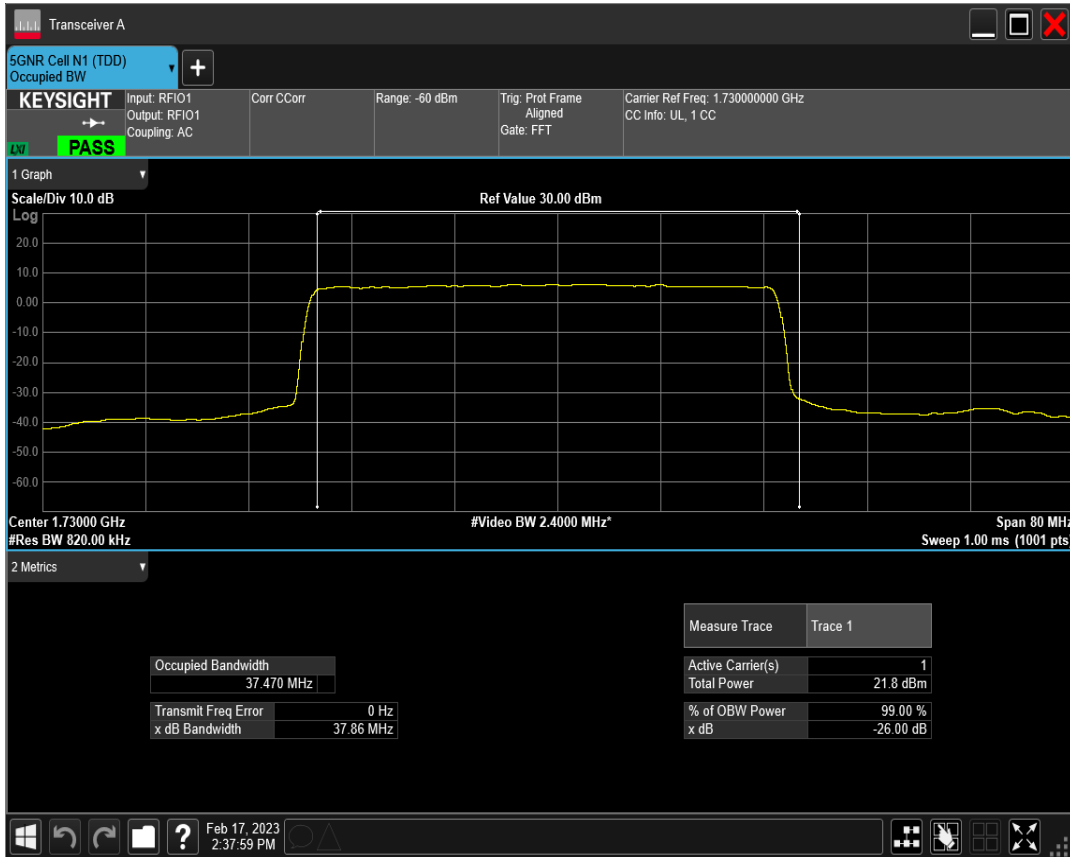 Transceiver A
5GNR Cell N1 (TDD)
Occupied BW
+
KEYSIGHT
LXI
PASS
Input: RFIO1
Output: RFIO1
Coupling: AC
Corr CCorr
Range: -60 dBm
Trig: Prot Frame
Aligned
Gate: FFT
Carrier Ref Freq: 1.730000000 GHz
CC Info: UL, 1 CC
1 Graph
Scale/Div 10.0 dB
Ref Value 30.00 dBm
Log
20.0
10.0
0.00
-10.0
-20.0
-30.0
-40.0
-50.0
-60.0
Center 1.73000 GHz
#Video BW 2.4000 MHz*
Span 80 MHz
#Res BW 820.00 kHz
Sweep 1.00 ms (1001 pts)
2 Metrics
Measure Trace Trace 1
Occupied Bandwidth
37.470 MHz
Active Carrier(s) 1
Total Power 21.8 dBm
Transmit Freq Error 0 Hz
x dB Bandwidth 37.86 MHz
% of OBW Power 99.00 %
x dB -26.00 dB
?
Feb 17, 2023
2:37:59 PM